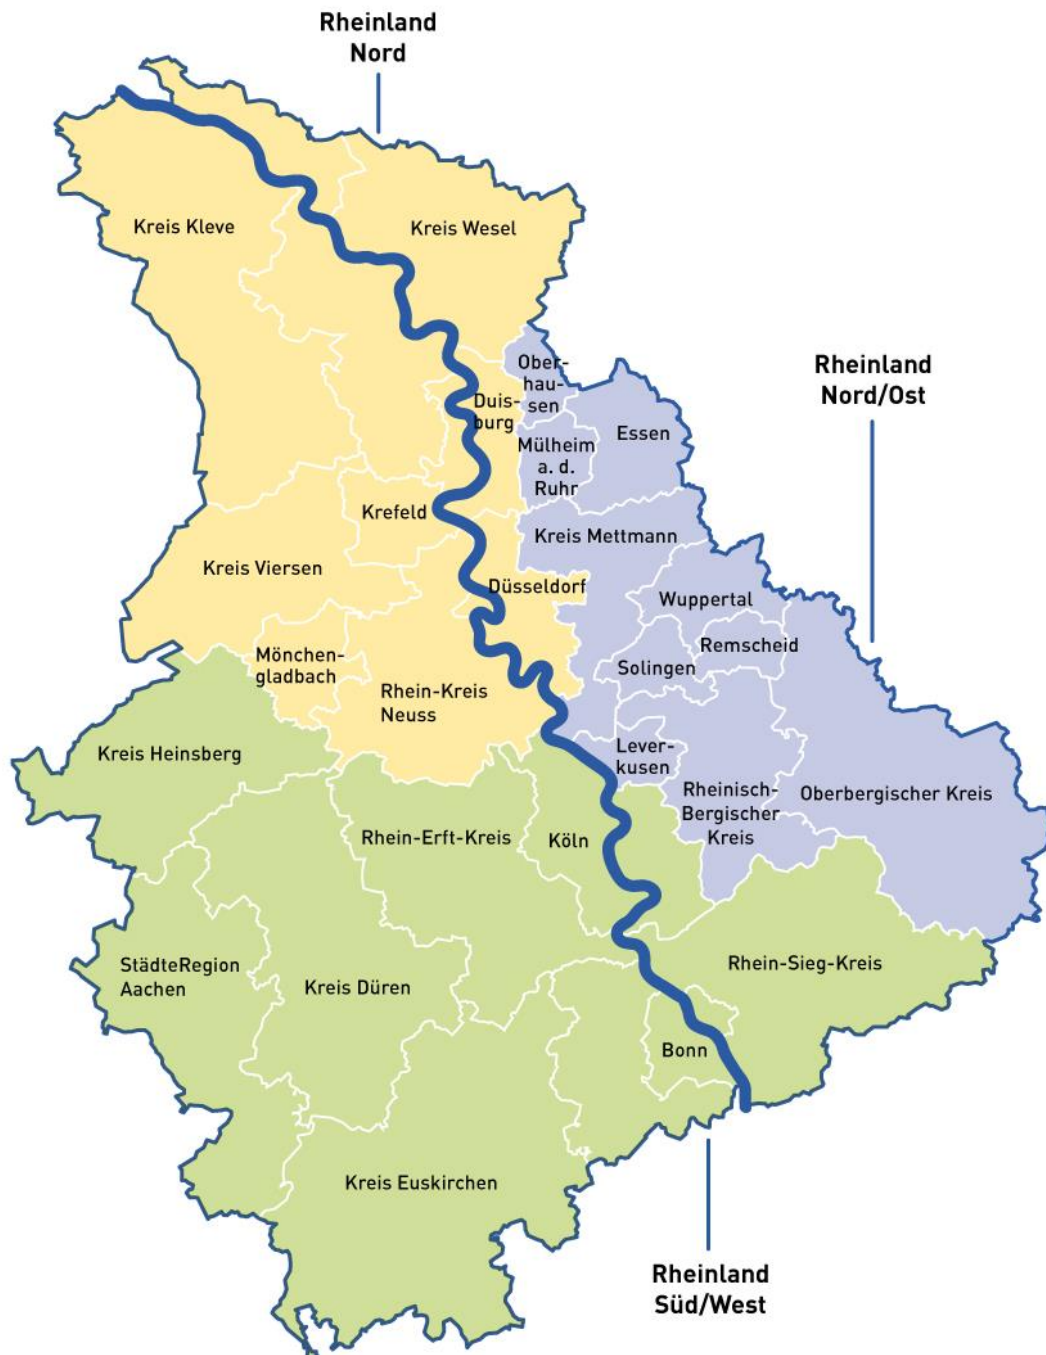 Rheinland
Nord
Kreis Kleve
Kreis Wesel
Ober-
hau-
sen
Rheinland
Nord/Ost
Duis-
burg
Essen
Mülheim
a. d.
Ruhr
Krefeld
Kreis Mettmann
Kreis Viersen
Düsseldorf
Wuppertal
Remscheid
Solingen
Mönchen-
gladbach
Rhein-Kreis
Neuss
Kreis Heinsberg
Lever-
kusen
Rheinisch-
Bergischer
Kreis
Oberbergischer Kreis
Rhein-Erft-Kreis
Köln
StädteRegion
Aachen
Kreis Düren
Rhein-Sieg-Kreis
Bonn
Kreis Euskirchen
Rheinland
Süd/West